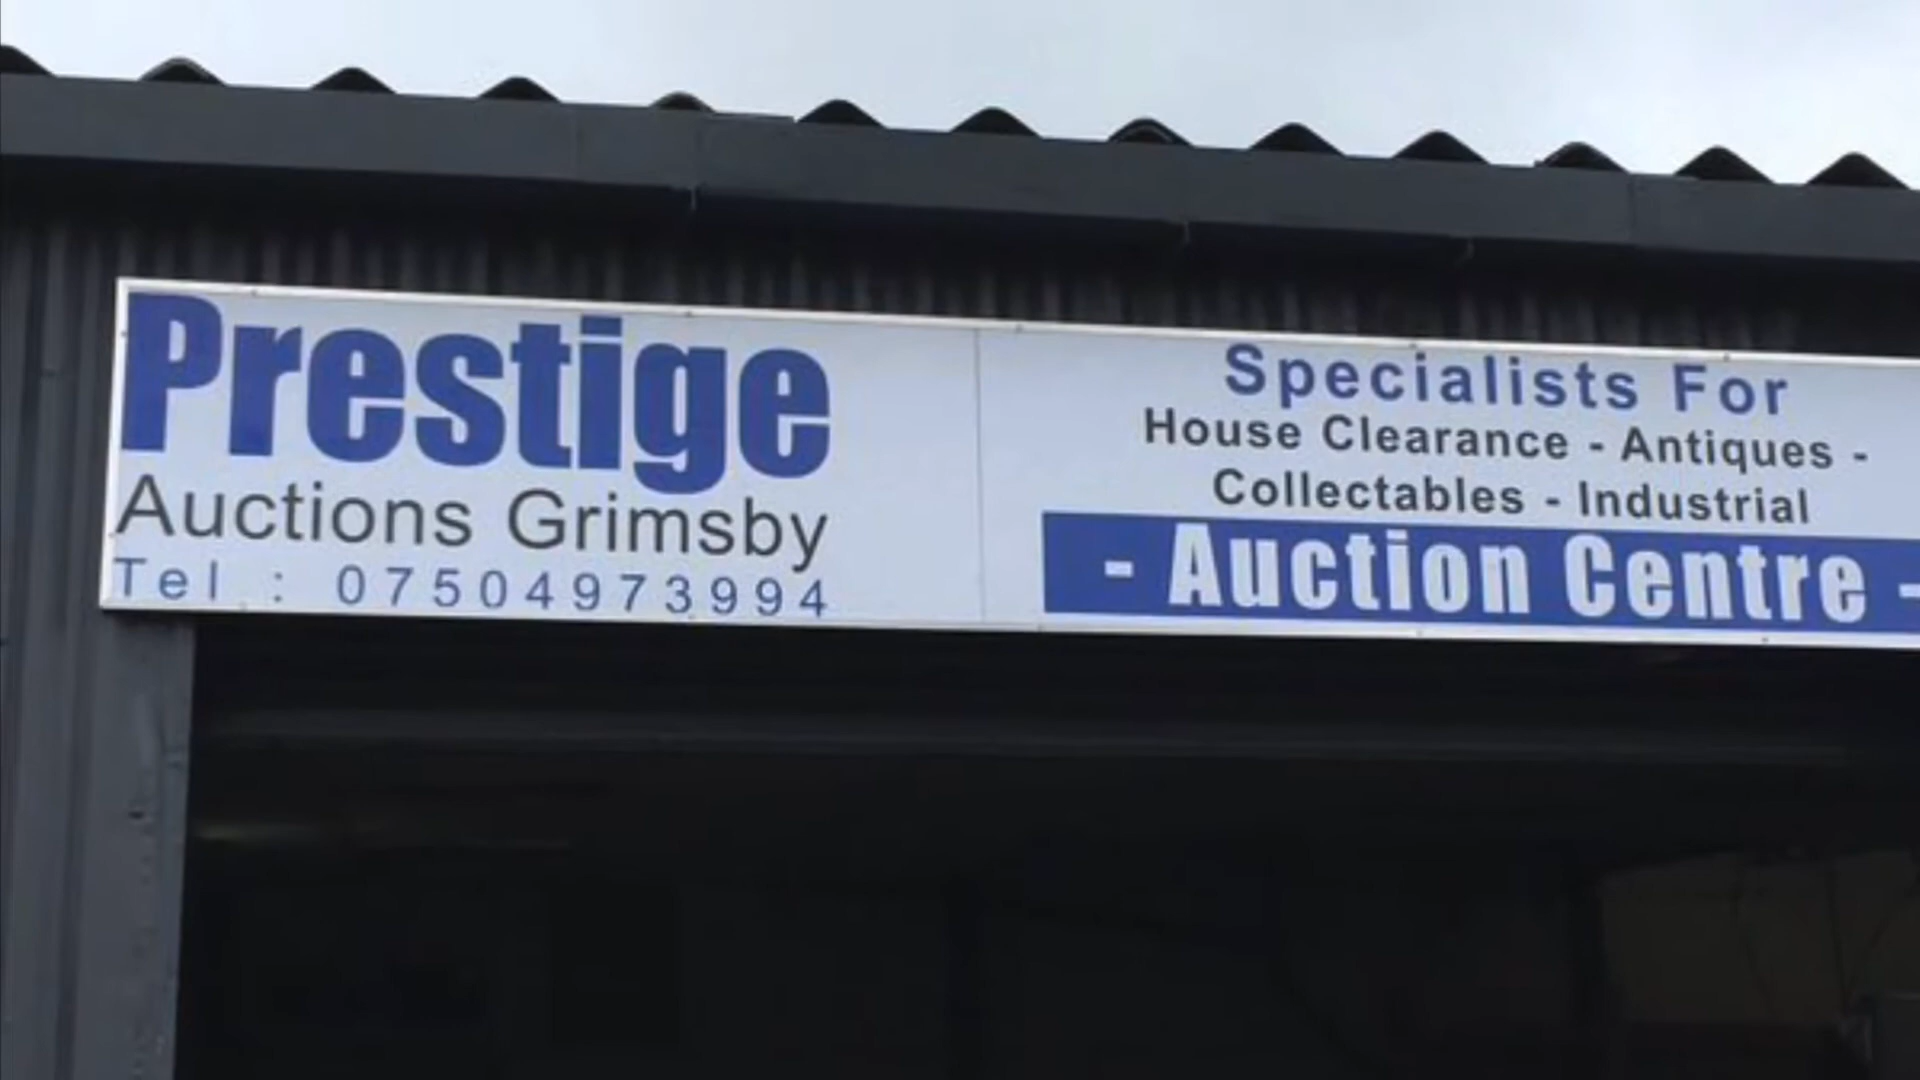 Prestige
Auctions Grimsby
Tel : 07504973994
Specialists For
House Clearance - Antiques -
Collectables - Industrial
- Auction Centre -